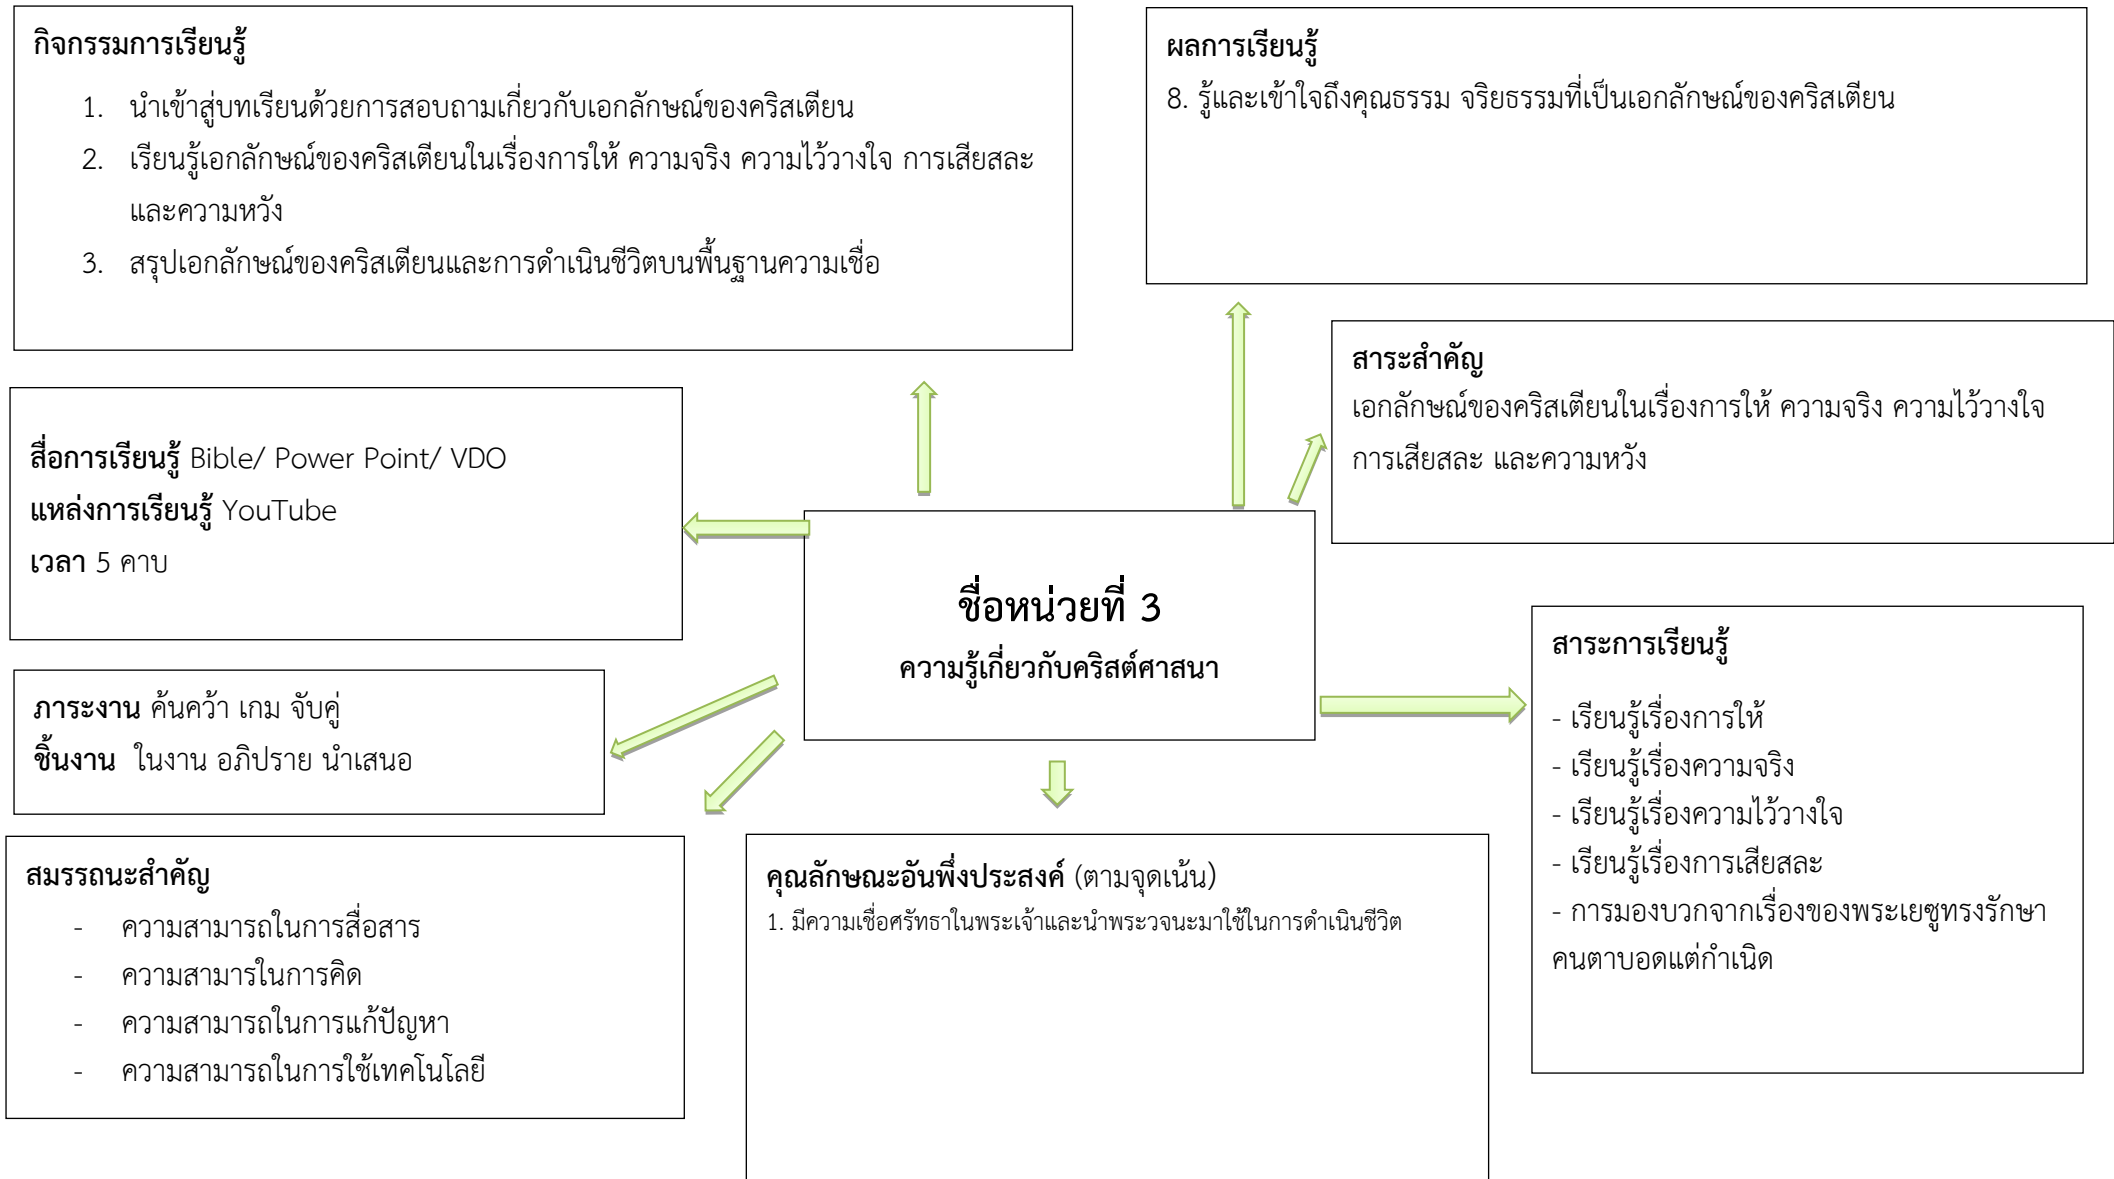 กิจกรรมการเรียนรู้
1. นำเข้าสู่บทเรียนด้วยการสอบถามเกี่ยวกับเอกลักษณ์ของคริสเตียน
2. เรียนรู้เอกลักษณ์ของคริสเตียนในเรื่องการให้ ความจริง ความไว้วางใจ การเสียสละ
และความหวัง
3. สรุปเอกลักษณ์ของคริสเตียนและการดำเนินชีวิตบนพื้นฐานความเชื่อ
ผลการเรียนรู้
8. รู้และเข้าใจถึงคุณธรรม จริยธรรมที่เป็นเอกลักษณ์ของคริสเตียน
สาระสำคัญ
เอกลักษณ์ของคริสเตียนในเรื่องการให้ ความจริง ความไว้วางใจ
การเสียสละ และความหวัง
สื่อการเรียนรู้ Bible/ Power Point/ VDO
แหล่งการเรียนรู้ YouTube
เวลา 5 คาบ
ชื่อหน่วยที่ 3
ความรู้เกี่ยวกับคริสต์ศาสนา
สาระการเรียนรู้
- เรียนรู้เรื่องการให้
- เรียนรู้เรื่องความจริง
- เรียนรู้เรื่องความไว้วางใจ
- เรียนรู้เรื่องการเสียสละ
- การมองบวกจากเรื่องของพระเยซูทรงรักษา
คนตาบอดแต่กำเนิด
ภาระงาน ค้นคว้า เกม จับคู่
ชิ้นงาน ในงาน อภิปราย นำเสนอ
สมรรถนะสำคัญ
- ความสามารถในการสื่อสาร
- ความสามารในการคิด
- ความสามารถในการแก้ปัญหา
- ความสามารถในการใช้เทคโนโลยี
คุณลักษณะอันพึ่งประสงค์ (ตามจุดเน้น)
1. มีความเชื่อศรัทธาในพระเจ้าและนำพระวจนะมาใช้ในการดำเนินชีวิต